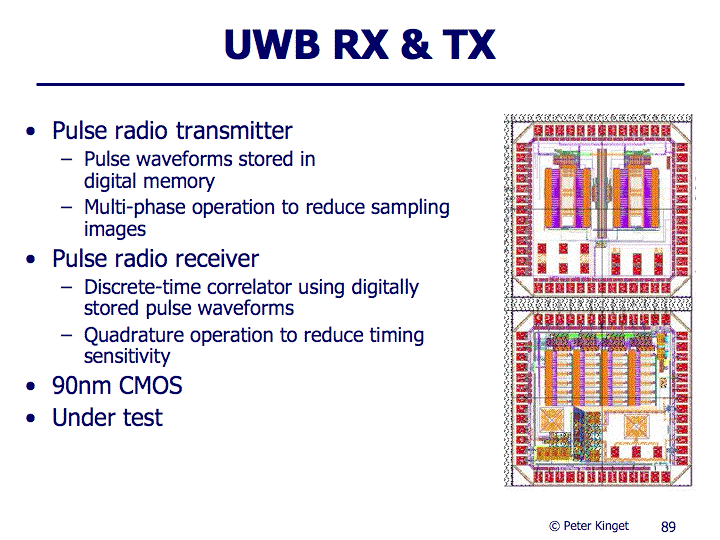 UWB RX & TX
• Pulse radio transmitter
– Pulse waveforms stored in
digital memory
– Multi-phase operation to reduce sampling
images
• Pulse radio receiver
– Discrete-time correlator using digitally
stored pulse waveforms
– Quadrature operation to reduce timing
sensitivity
• 90nm CMOS
• Under test
© Peter Kinget 89